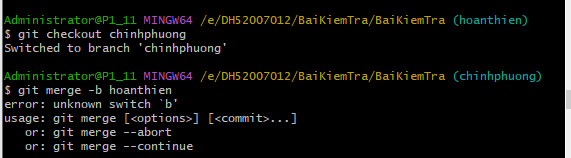 Administrator@P1_11 MINGW64 /e/DH52007012/BaiKiemTra/BaiKiemTra (hoanthien)
$ git checkout chinhphuong
Switched to branch 'chinhphuong'
Administrator@P1_11 MINGW64 /e/DH52007012/BaiKiemTra/BaiKiemTra (chinhphuong)
$ git merge -b hoanthien
error: unknown switch `b'
usage: git merge [<options>] [<commit>...]
   or: git merge --abort
   or: git merge --continue